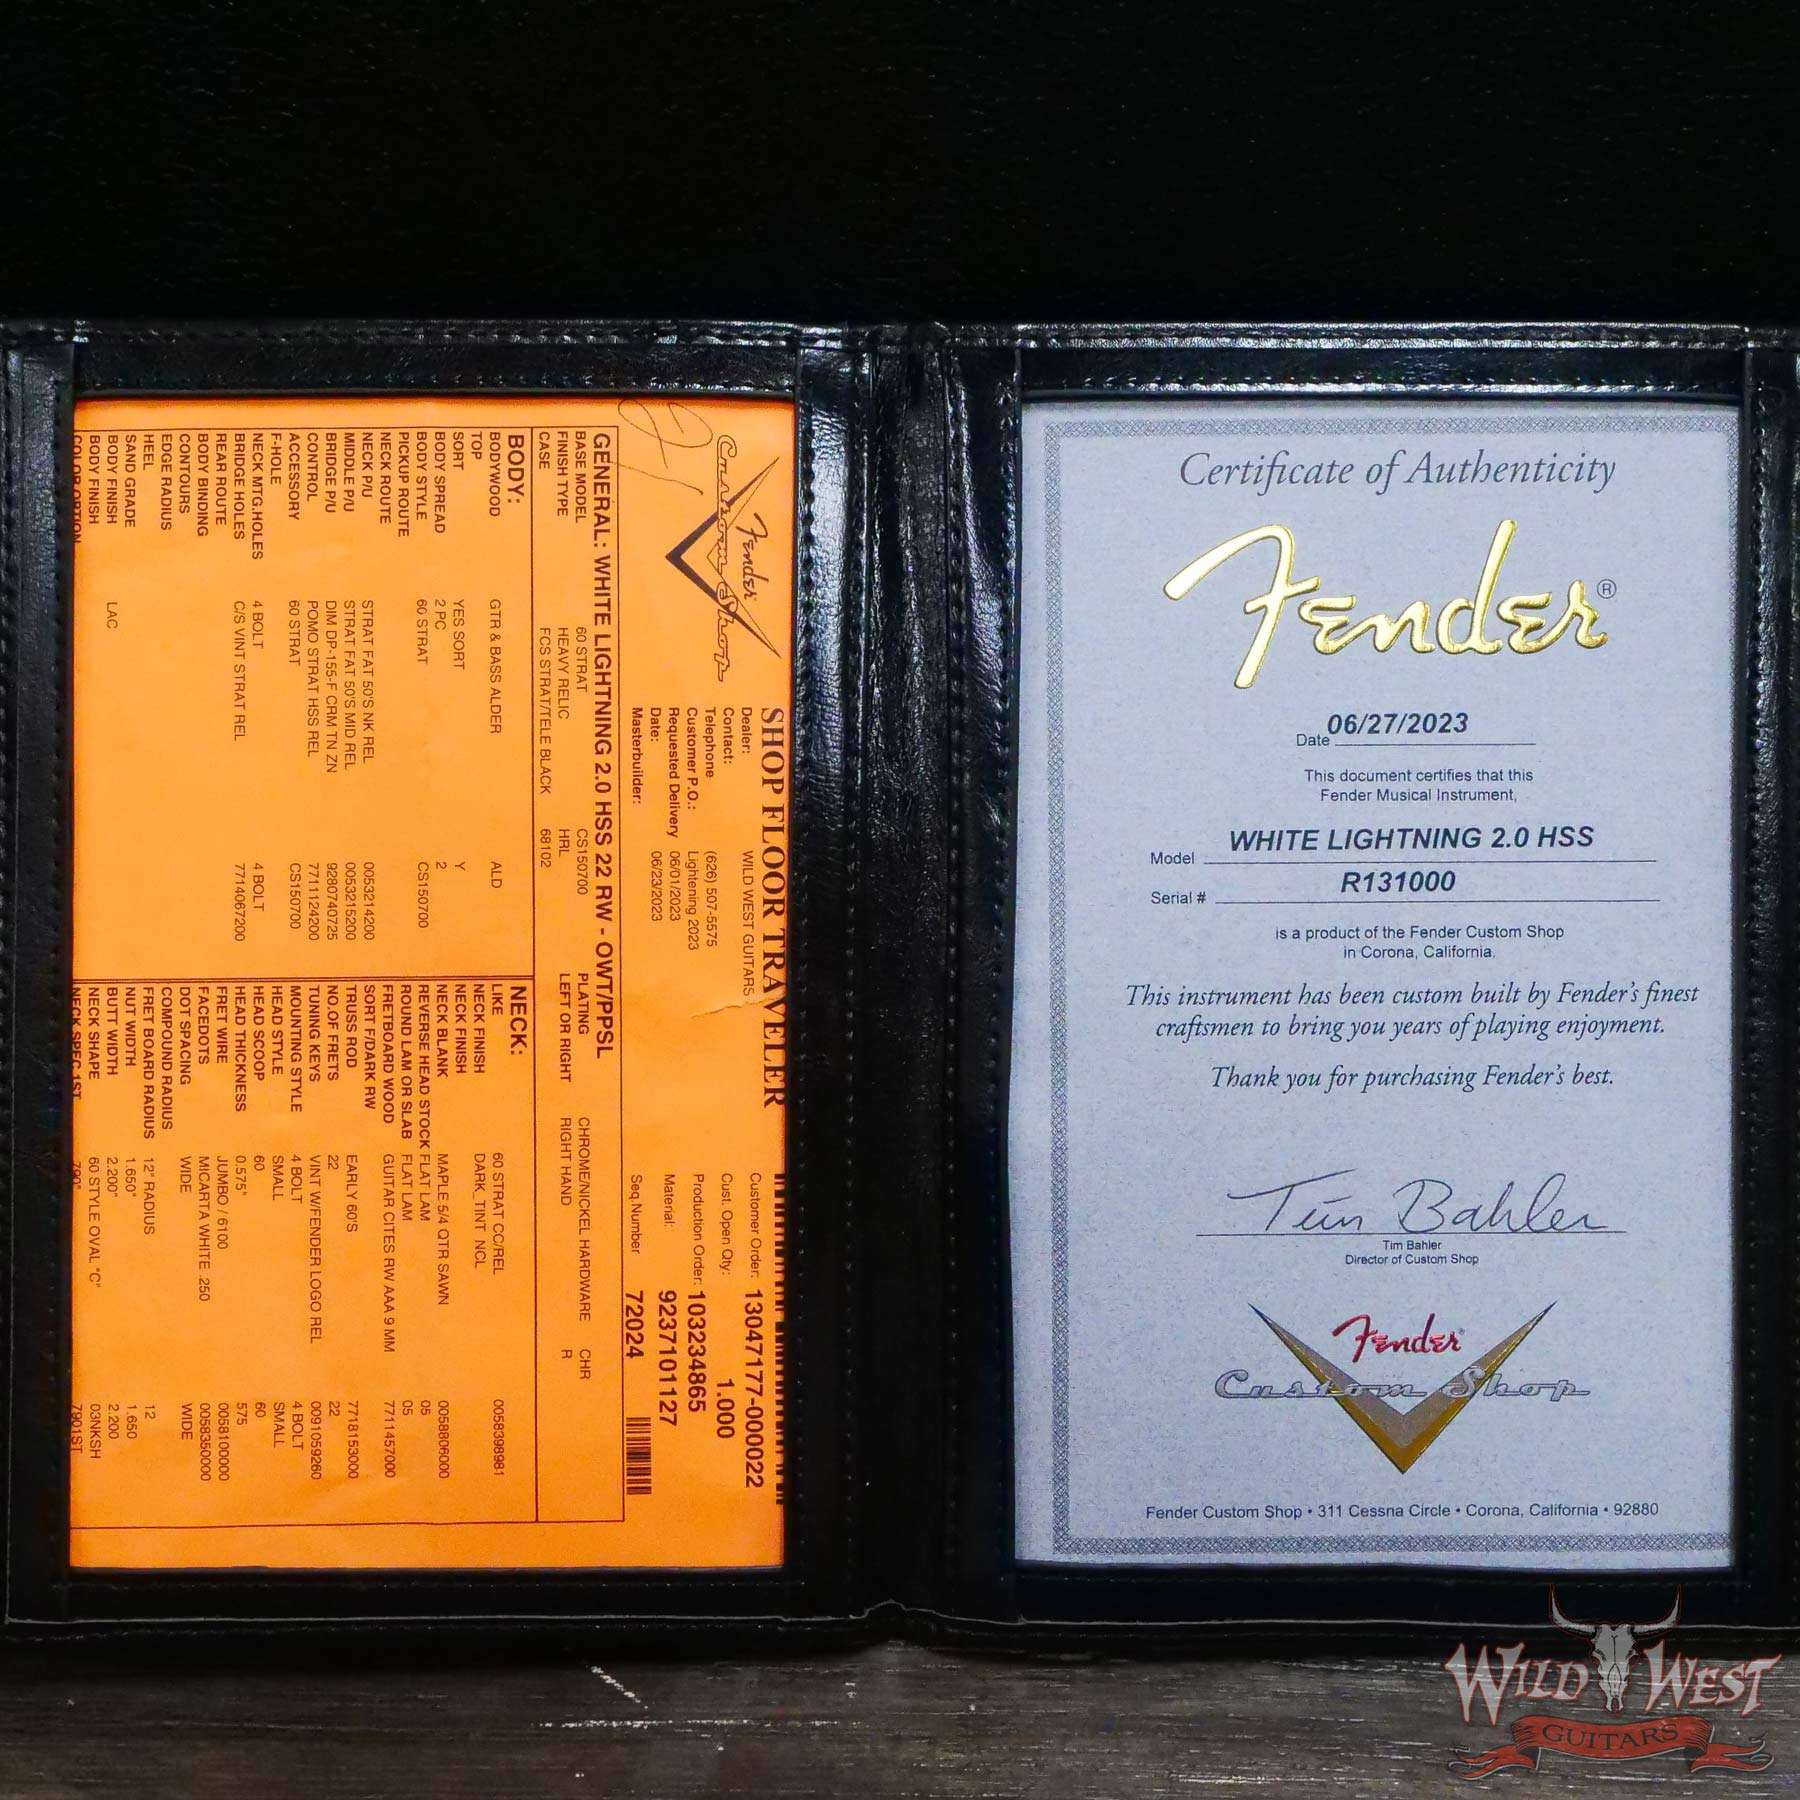 Fender
Custom Shop
SHOP FLOOR TRAVELER
Dealer: WILD WEST GUITARS
Contact:
Telephone (626) 507-5575
Customer P.O.: Lightening 2023
Requested Delivery 06/01/2023
Date: 06/23/2023
Masterbuilder:
Customer Order: 13047177-000022
Cust. Open Qty: 1.000
Production Order: 1032234865
Material: 9237101127
Seq.Number 72024
GENERAL: WHITE LIGHTNING 2.0 HSS 22 RW - OWT/PPSL
BASE MODEL 60 STRAT CS150700 PLATING CHROME/NICKEL HARDWARE CHR
FINISH TYPE HEAVY RELIC HRL LEFT OR RIGHT RIGHT HAND R
CASE FCS STRAT/TELE BLACK 68102
BODY:
BODYWOOD GTR & BASS ALDER ALD
TOP
SORT YES SORT Y
BODY SPREAD 2 PC 2
BODY STYLE 60 STRAT CS150700
PICKUP ROUTE
NECK ROUTE
NECK P/U STRAT FAT 50'S NK REL 0053214200
MIDDLE P/U STRAT FAT 50'S MID REL 0053215200
BRIDGE P/U DIM DP-155-F CRM TN ZN 9280740725
CONTROL POMO STRAT HSS REL 7711124200
ACCESSORY 60 STRAT CS150700
F-HOLE
NECK MTG.HOLES 4 BOLT 4 BOLT
BRIDGE HOLES C/S VINT STRAT REL 7714067200
REAR ROUTE
BODY BINDING
CONTOURS
EDGE RADIUS
HEEL
SAND GRADE
BODY FINISH LAC
BODY FINISH
COLOR OPTION
NECK:
LIKE 60 STRAT CC/REL 0058398981
NECK FINISH DARK_TINT NCL
NECK FINISH
NECK BLANK MAPLE 5/4 QTR SAWN 0058806000
REVERSE HEAD STOCK FLAT LAM 05
ROUND LAM OR SLAB FLAT LAM 05
FRETBOARD WOOD GUITAR CITES RW AAA 9 MM 7711457000
SORT F/DARK RW
TRUSS ROD EARLY 60'S 7718153000
NO.OF FRETS 22 22
TUNING KEYS VINT W/FENDER LOGO REL 0091059260
MOUNTING STYLE 4 BOLT 4 BOLT
HEAD STYLE SMALL SMALL
HEAD SCOOP 60 60
HEAD THICKNESS 0.575" 575
FRET WIRE JUMBO / 6100 0058100000
FACEDOTS MICARTA WHITE .250 0058350000
DOT SPACING WIDE WIDE
COMPOUND RADIUS
FRET BOARD RADIUS 12" RADIUS 12
NUT WIDTH 1.650" 1.650
BUTT WIDTH 2.200" 2.200
NECK SHAPE 60 STYLE OVAL "C" 03NKSH
NECK SPEC 1ST .790" 7901ST
Certificate of Authenticity
Fender®
Date 06/27/2023
This document certifies that this
Fender Musical Instrument,
Model WHITE LIGHTNING 2.0 HSS
Serial # R131000
is a product of the Fender Custom Shop
in Corona, California.
This instrument has been custom built by Fender's finest
craftsmen to bring you years of playing enjoyment.
Thank you for purchasing Fender's best.
Tim Bahler
Tim Bahler
Director of Custom Shop
Fender
Custom Shop
Fender Custom Shop • 311 Cessna Circle • Corona, California • 92880
WILD WEST
GUITARS